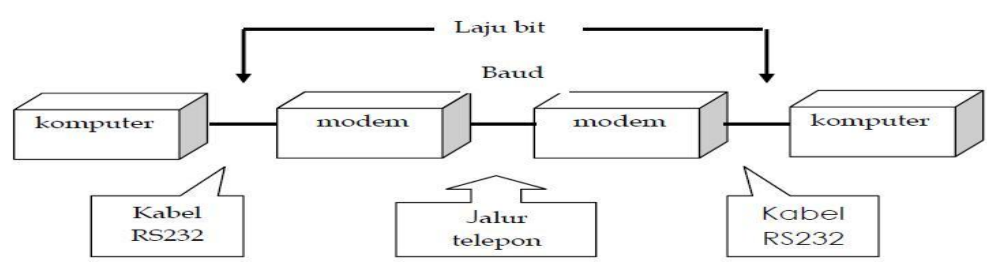 Laju bit
Baud
komputer
modem
modem
komputer
Kabel
RS232
Jalur
telepon
Kabel
RS232